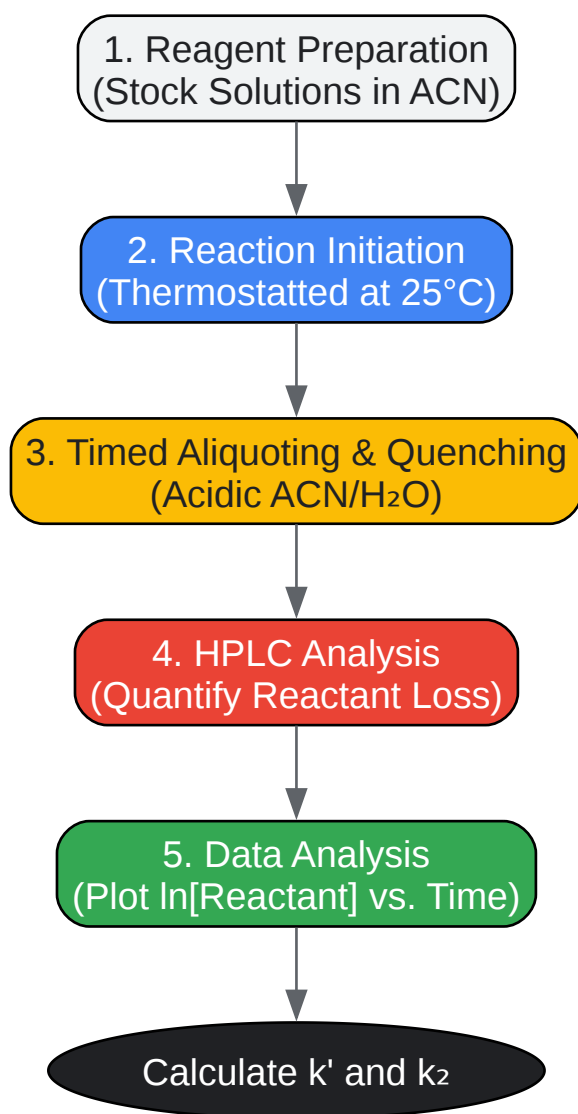 1. Reagent Preparation
(Stock Solutions in ACN)
2. Reaction Initiation
(Thermostatted at 25°C)
3. Timed Aliquoting & Quenching
(Acidic ACN/H₂O)
4. HPLC Analysis
(Quantify Reactant Loss)
5. Data Analysis
(Plot ln[Reactant] vs. Time)
Calculate k' and k₂